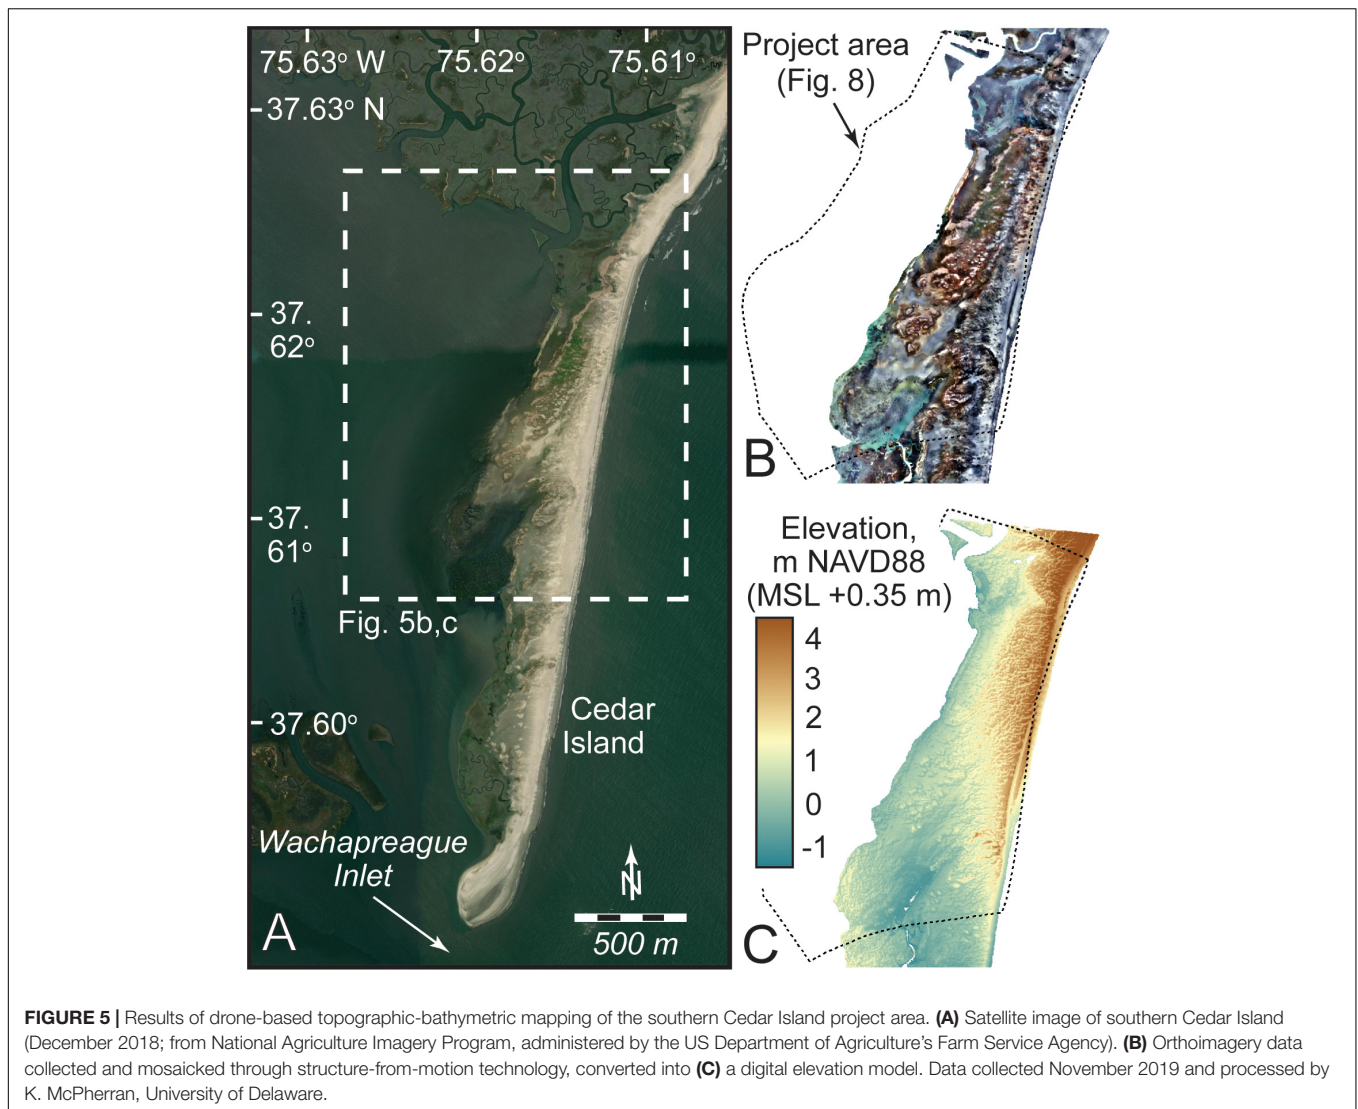 75.63° W
75.62°
75.61°
37.63° N
37.
62°
37.
61°
Fig. 5b,c
37.60°
Cedar
Island
Wachapreague
Inlet
N
500 m
A
Project area
(Fig. 8)
B
Elevation,
m NAVD88
(MSL +0.35 m)
4
3
2
1
0
-1
C
FIGURE 5 | Results of drone-based topographic-bathymetric mapping of the southern Cedar Island project area. (A) Satellite image of southern Cedar Island
(December 2018; from National Agriculture Imagery Program, administered by the US Department of Agriculture's Farm Service Agency). (B) Orthoimagery data
collected and mosaicked through structure-from-motion technology, converted into (C) a digital elevation model. Data collected November 2019 and processed by
K. McPherran, University of Delaware.